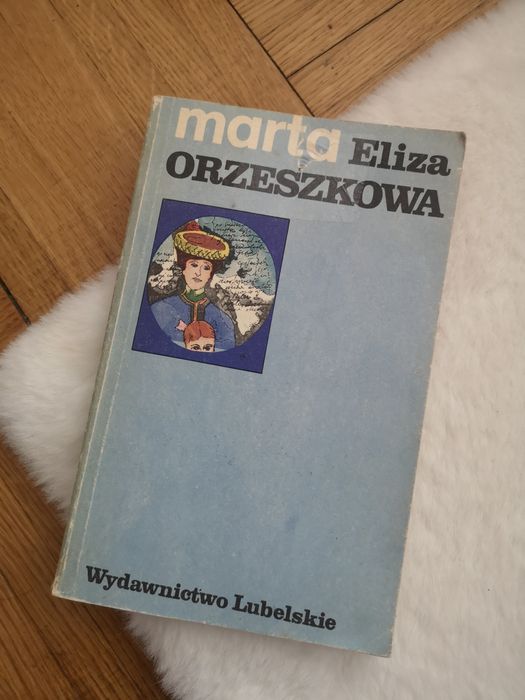 marta Eliza
ORZESZKOWA
Wydawnictwo Lubelskie